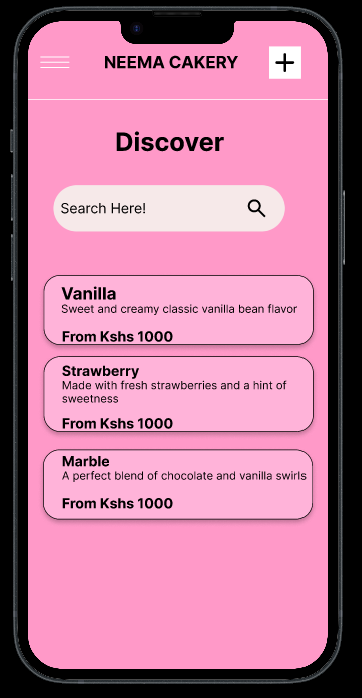 NEEMA CAKERY
Discover
Search Here!
Vanilla
Sweet and creamy classic vanilla bean flavor
From Kshs 1000
Strawberry
Made with fresh strawberries and a hint of
sweetness
From Kshs 1000
Marble
A perfect blend of chocolate and vanilla swirls
From Kshs 1000